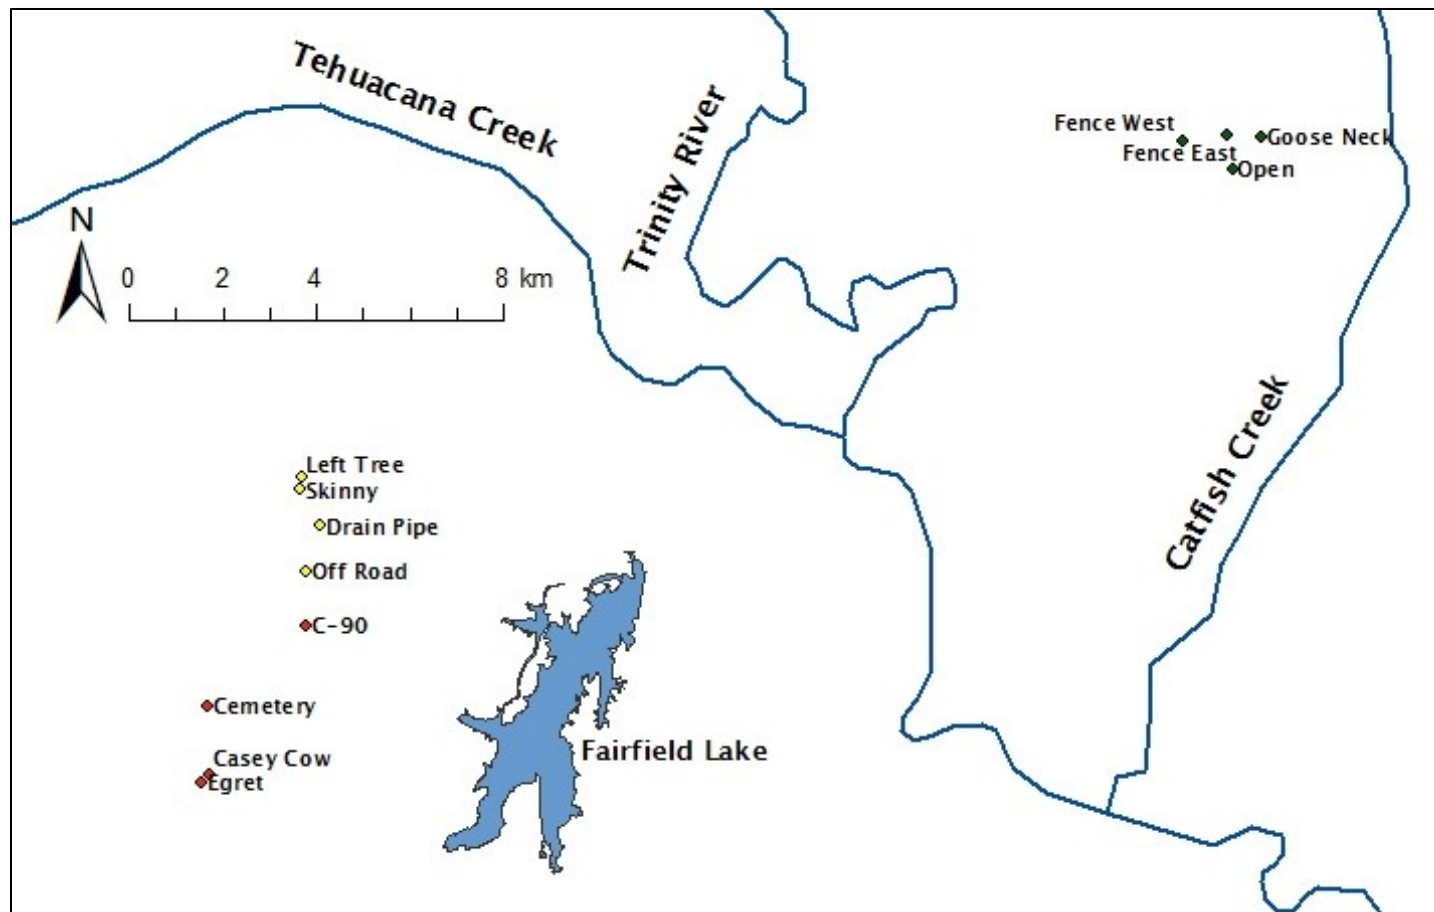 Tehuacana Creek
Trinity River
Fence West
Goose Neck
Fence East
Open
N
0 2 4 8 km
Catfish Creek
Left Tree
Skinny
Drain Pipe
Off Road
C-90
Cemetery
Fairfield Lake
Casey Cow
Egret